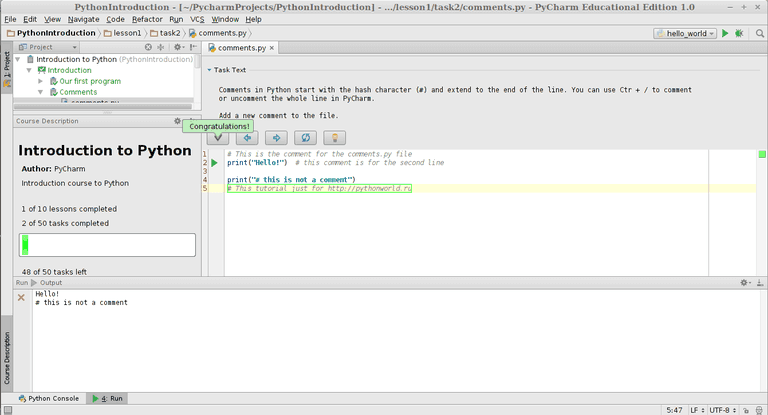 PythonIntroduction - [~/PycharmProjects/PythonIntroduction] - .../lesson1/task2/comments.py - PyCharm Educational Edition 1.0
File Edit View Navigate Code Refactor Run VCS Window Help
PythonIntroduction lesson1 task2 comments.py
hello_world
1: Project
Project
Introduction to Python (PythonIntroduction)
Introduction
Our first program
Comments
comments.py
Course Description
Introduction to Python
Author: PyCharm
Introduction course to Python
1 of 10 lessons completed
2 of 50 tasks completed
48 of 50 tasks left
comments.py
Task Text
Comments in Python start with the hash character (#) and extend to the end of the line. You can use Ctr + / to comment
or uncomment the whole line in PyCharm.
Add a new comment to the file.
Congratulations!
1 # This is the comment for the comments.py file
2 print("Hello!")  # this comment is for the second line
3
4 print("# this is not a comment")
5 # This tutorial just for http://pythonworld.ru
Run Output
Hello!
# this is not a comment
Course Description
Python Console 4: Run
5:47 LF UTF-8